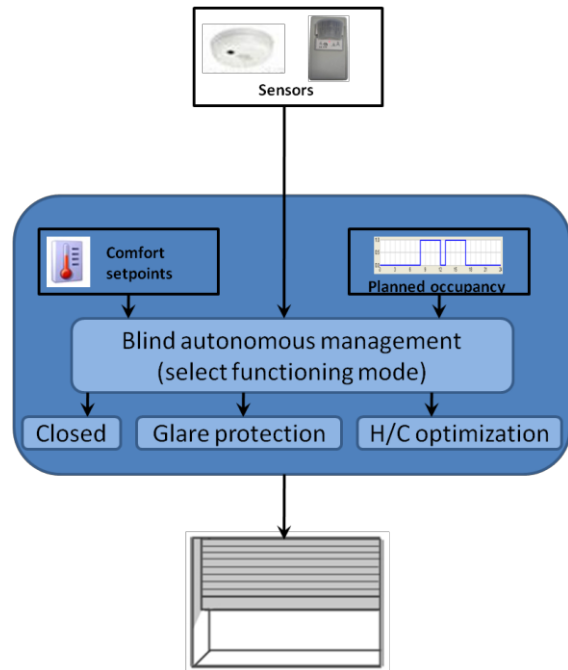 Sensors
Comfort
setpoints
Planned occupancy
Blind autonomous management
(select functioning mode)
Closed
Glare protection
H/C optimization